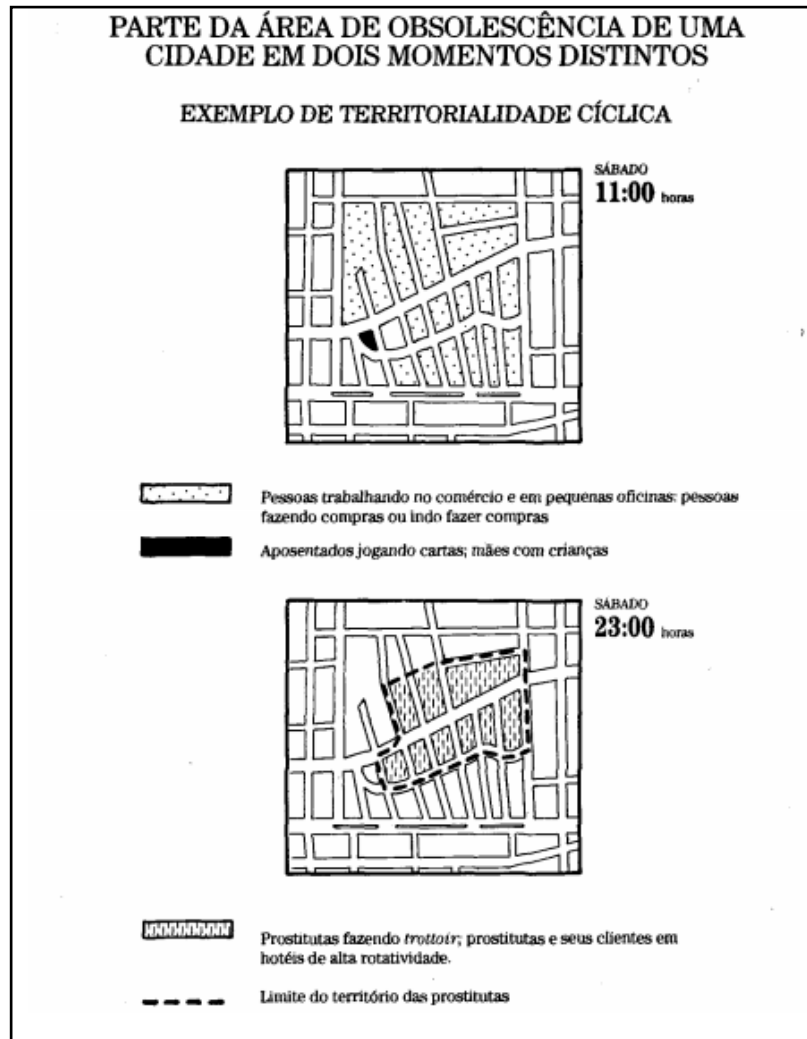 PARTE DA ÁREA DE OBSOLESCÊNCIA DE UMA
CIDADE EM DOIS MOMENTOS DISTINTOS
EXEMPLO DE TERRITORIALIDADE CÍCLICA
SÁBADO
11:00 horas
Pessoas trabalhando no comércio e em pequenas oficinas: pessoas
fazendo compras ou indo fazer compras
Aposentados jogando cartas; mães com crianças
SÁBADO
23:00 horas
Prostitutas fazendo trottoir; prostitutas e seus clientes em
hotéis de alta rotatividade.
Limite do território das prostitutas